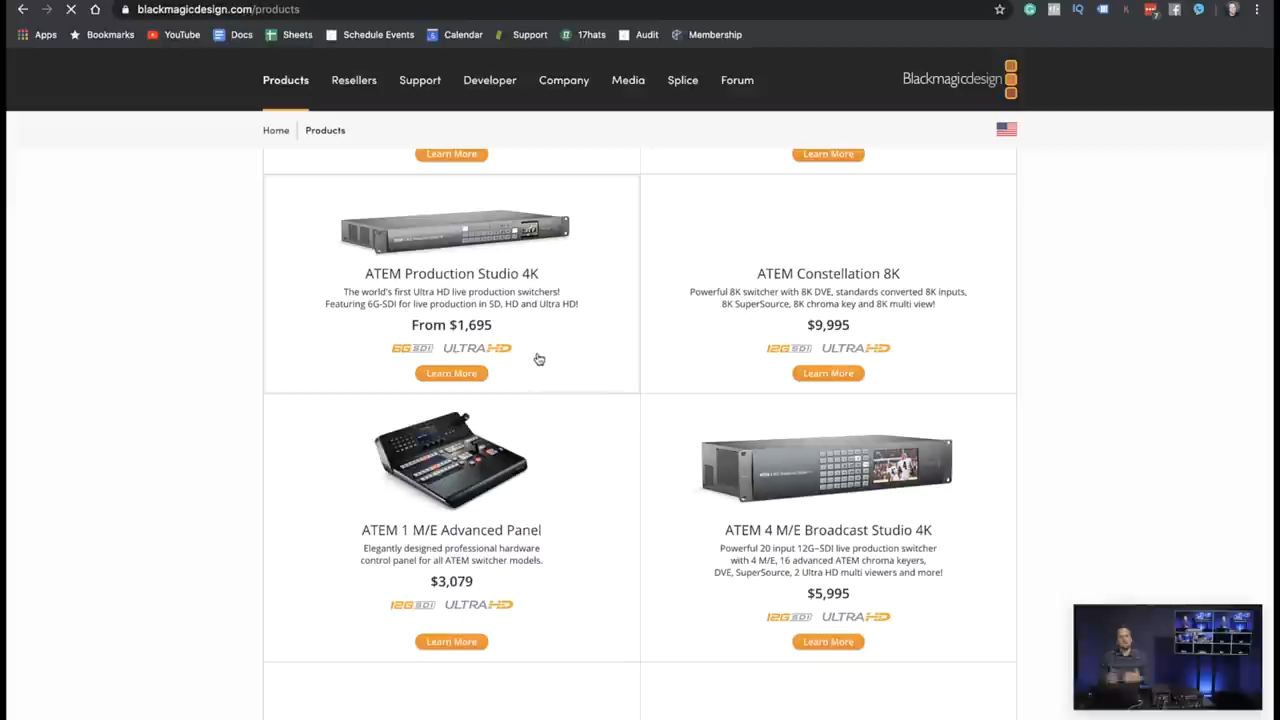 blackmagicdesign.com/products
Apps Bookmarks YouTube Docs Sheets Schedule Events Calendar Support 17hats Audit Membership
Products Resellers Support Developer Company Media Splice Forum Blackmagicdesign
Home Products
Learn More Learn More
ATEM Production Studio 4K
The world's first Ultra HD live production switchers!
Featuring 6G-SDI for live production in SD, HD and Ultra HD!
From $1,695
6G SDI ULTRA HD
Learn More
ATEM Constellation 8K
Powerful 8K switcher with 8K DVE, standards converted 8K inputs,
8K SuperSource, 8K chroma key and 8K multi view!
$9,995
12G SDI ULTRA HD
Learn More
ATEM 1 M/E Advanced Panel
Elegantly designed professional hardware
control panel for all ATEM switcher models.
$3,079
12G SDI ULTRA HD
Learn More
ATEM 4 M/E Broadcast Studio 4K
Powerful 20 input 12G-SDI live production switcher
with 4 M/E, 16 advanced ATEM chroma keyers,
DVE, SuperSource, 2 Ultra HD multi viewers and more!
$5,995
12G SDI ULTRA HD
Learn More